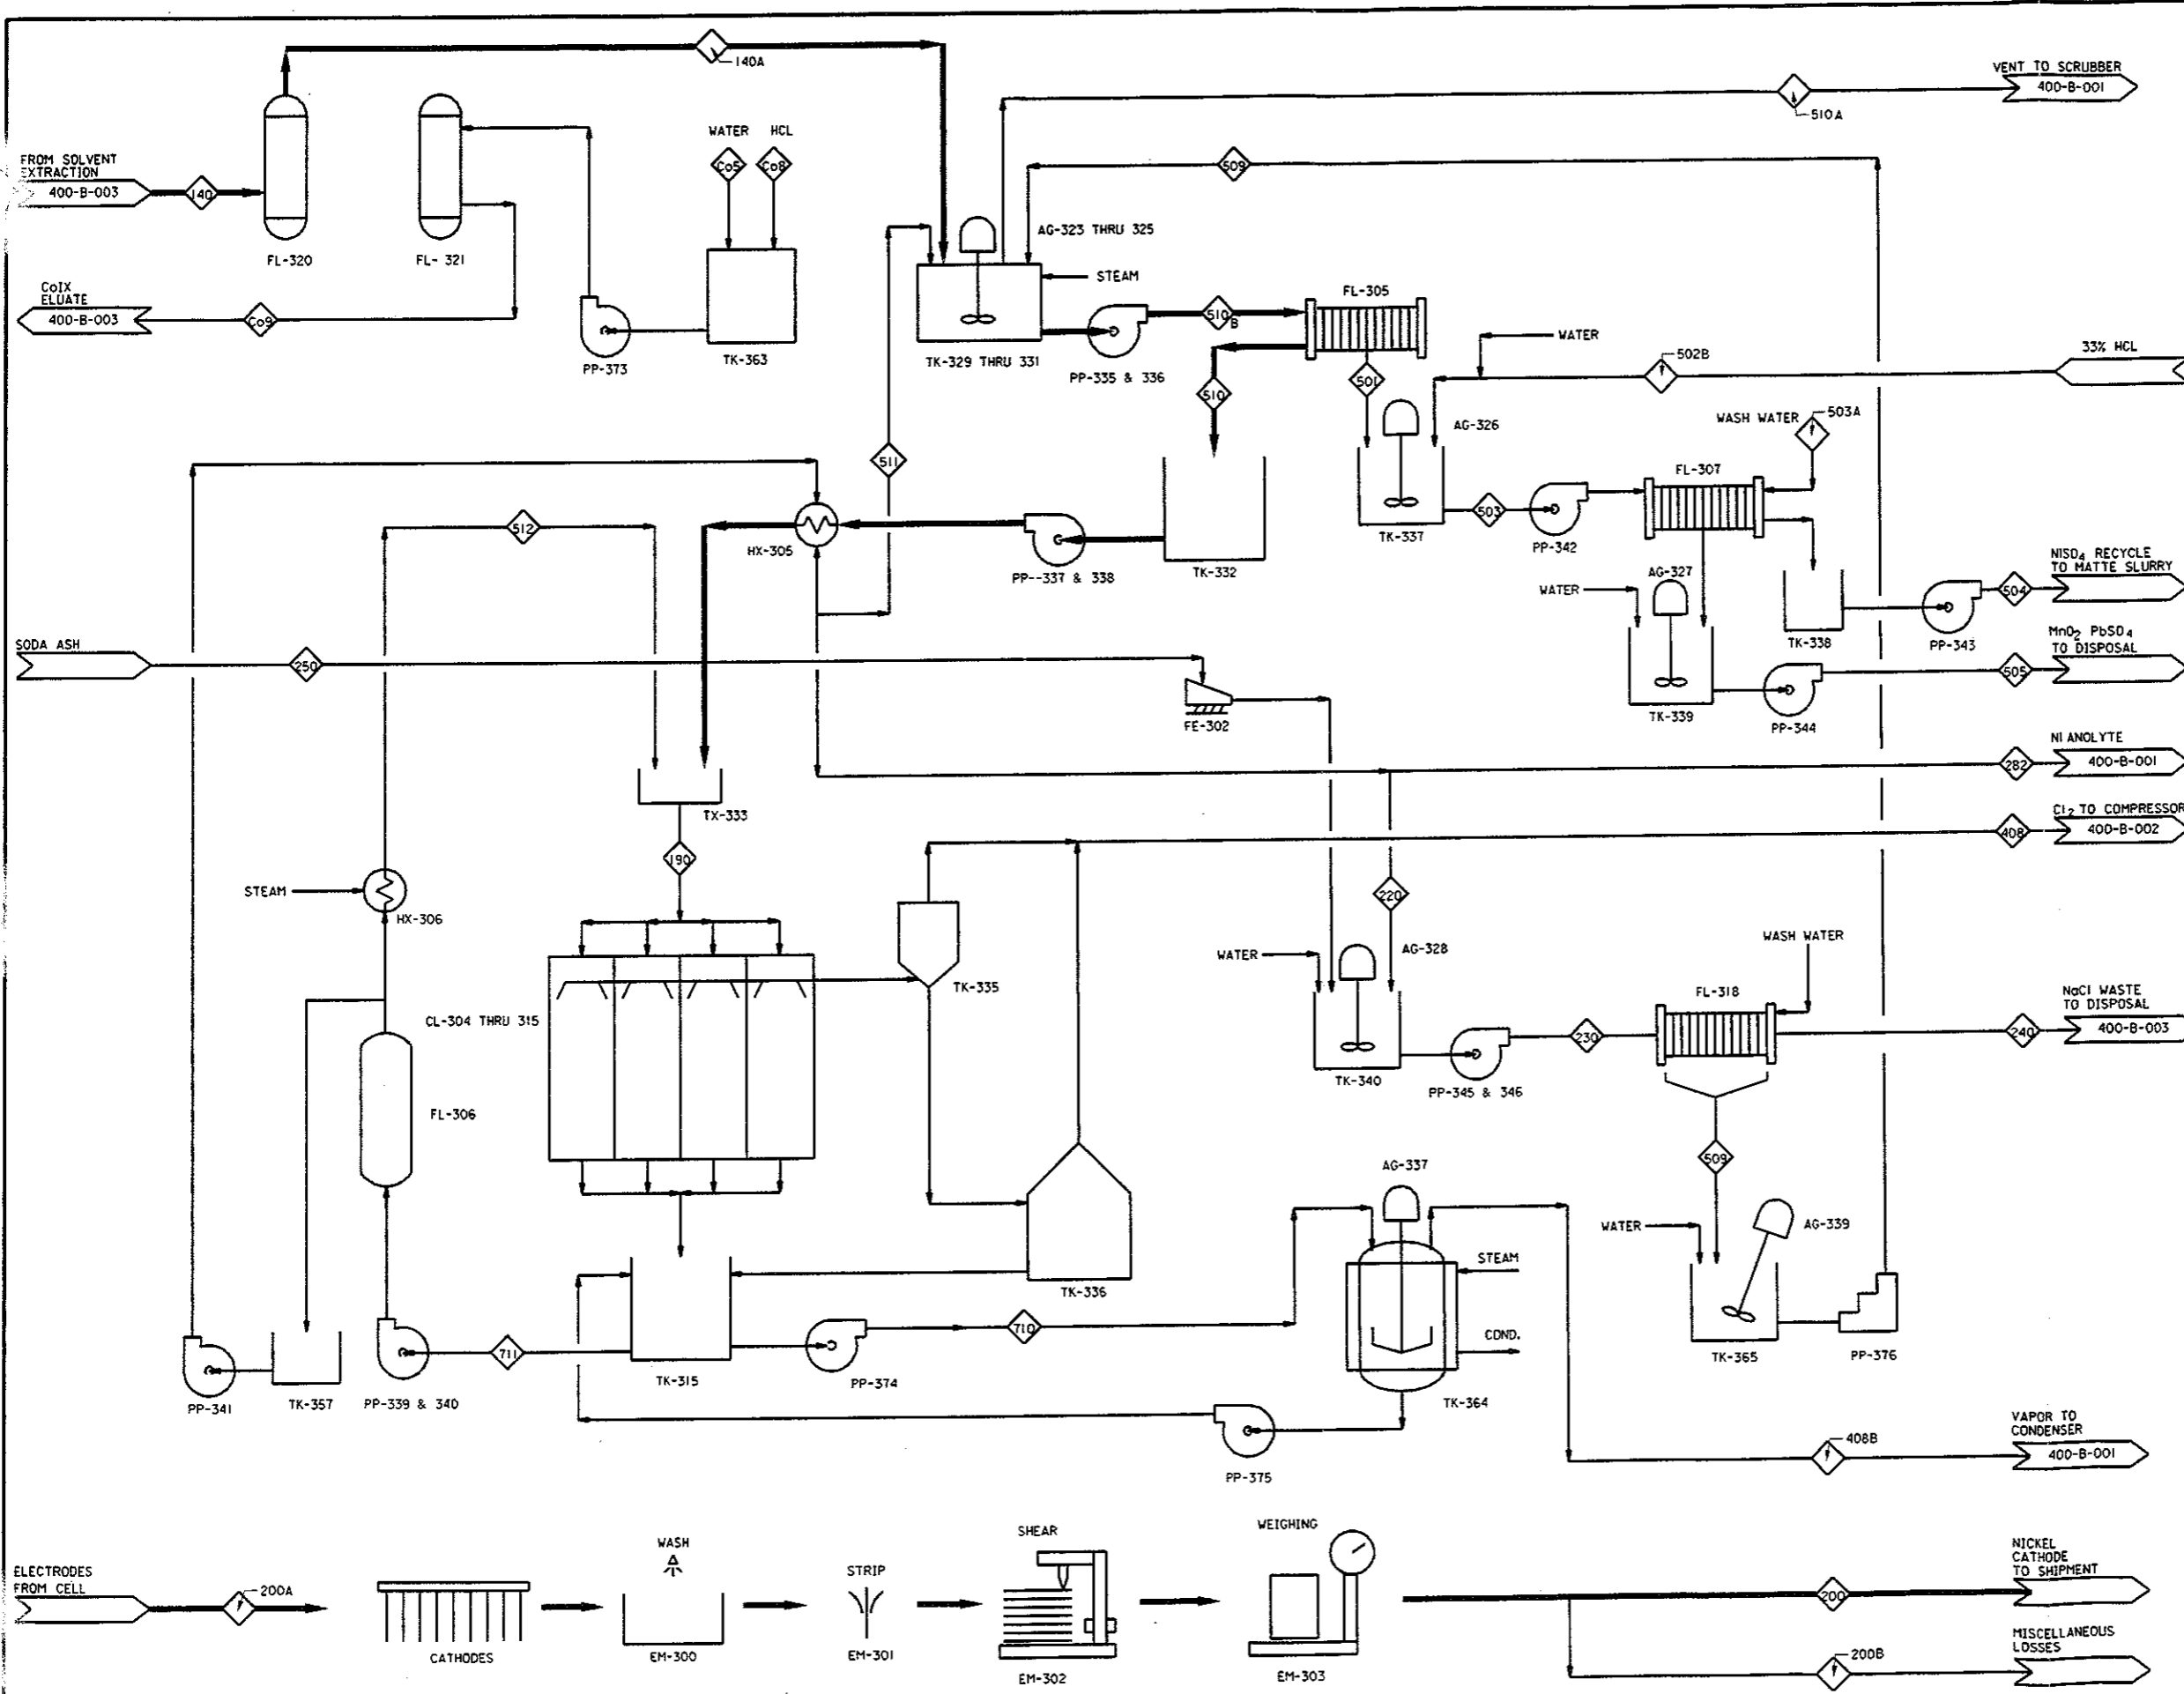 140A
VENT TO SCRUBBER
400-B-001
510A
WATER HCL
Co5 Co8
FROM SOLVENT
EXTRACTION
400-B-003
140
509
AG-323 THRU 325
FL-320
FL- 321
STEAM
CoIX
ELUATE
400-B-003
Co9
PP-373
TK-363
TK-329 THRU 331
PP-335 & 336
510
B
FL-305
WATER
502B
33% HCL
501
510
AG-326
WASH WATER
503A
511
FL-307
512
HX-305
PP--337 & 338
TK-332
TK-337
503
PP-342
AG-327
WATER
TK-338
PP-343
504
NISO4 RECYCLE
TO MATTE SLURRY
SODA ASH
250
FE-302
TK-339
PP-344
505
MnO2 PbSO4
TO DISPOSAL
NI ANOLYTE
282
400-B-001
TX-333
CL2 TO COMPRESSOR
408
400-B-002
190
STEAM
HX-306
220
WATER
AG-328
WASH WATER
TK-335
CL-304 THRU 315
FL-318
NaCl WASTE
TO DISPOSAL
230
240
400-B-003
TK-340
PP-345 & 346
FL-306
509
AG-337
WATER
AG-339
STEAM
TK-336
710
COND.
711
TK-315
PP-374
TK-365
PP-376
PP-341
TK-357
PP-339 & 340
TK-364
VAPOR TO
CONDENSER
408B
400-B-001
PP-375
ELECTRODES
FROM CELL
200A
CATHODES
WASH
EM-300
STRIP
EM-301
SHEAR
EM-302
WEIGHING
EM-303
NICKEL
CATHODE
TO SHIPMENT
200
MISCELLANEOUS
LOSSES
200B